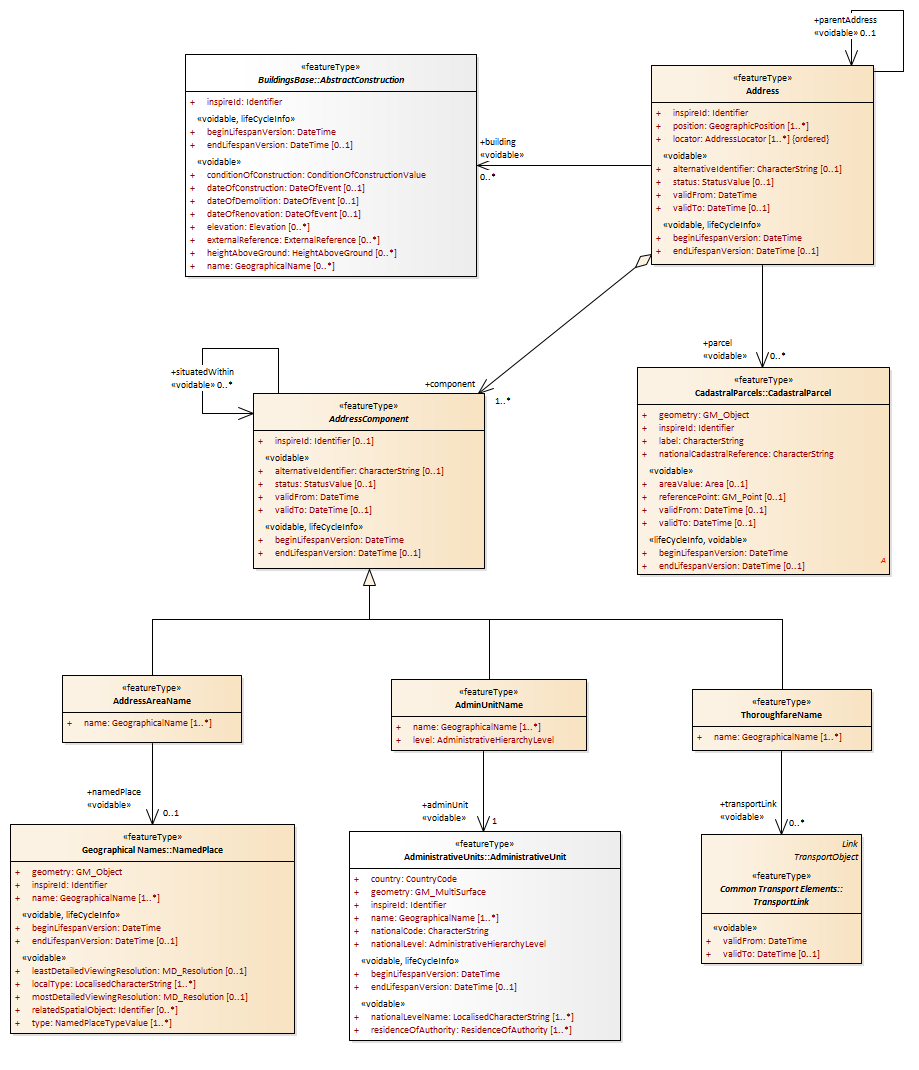 +parentAddress
«voidable» 0..1
«featureType»
BuildingsBase::AbstractConstruction
+ inspireId: Identifier
«voidable, lifeCycleInfo»
+ beginLifespanVersion: DateTime
+ endLifespanVersion: DateTime [0..1]
«voidable»
+ conditionOfConstruction: ConditionOfConstructionValue
+ dateOfConstruction: DateOfEvent [0..1]
+ dateOfDemolition: DateOfEvent [0..1]
+ dateOfRenovation: DateOfEvent [0..1]
+ elevation: Elevation [0..*]
+ externalReference: ExternalReference [0..*]
+ heightAboveGround: HeightAboveGround [0..*]
+ name: GeographicalName [0..*]
+building
«voidable»
0..*
«featureType»
Address
+ inspireId: Identifier
+ position: GeographicPosition [1..*]
+ locator: AddressLocator [1..*] {ordered}
«voidable»
+ alternativeIdentifier: CharacterString [0..1]
+ status: StatusValue [0..1]
+ validFrom: DateTime
+ validTo: DateTime [0..1]
«voidable, lifeCycleInfo»
+ beginLifespanVersion: DateTime
+ endLifespanVersion: DateTime [0..1]
+situatedWithin
«voidable» 0..*
+component
1..*
+parcel
«voidable»
0..*
«featureType»
AddressComponent
+ inspireId: Identifier [0..1]
«voidable»
+ alternativeIdentifier: CharacterString [0..1]
+ status: StatusValue [0..1]
+ validFrom: DateTime
+ validTo: DateTime [0..1]
«voidable, lifeCycleInfo»
+ beginLifespanVersion: DateTime
+ endLifespanVersion: DateTime [0..1]
«featureType»
CadastralParcels::CadastralParcel
+ geometry: GM_Object
+ inspireId: Identifier
+ label: CharacterString
+ nationalCadastralReference: CharacterString
«voidable»
+ areaValue: Area [0..1]
+ referencePoint: GM_Point [0..1]
+ validFrom: DateTime [0..1]
+ validTo: DateTime [0..1]
«lifeCycleInfo, voidable»
+ beginLifespanVersion: DateTime
+ endLifespanVersion: DateTime [0..1]
A
«featureType»
AddressAreaName
+ name: GeographicalName [1..*]
«featureType»
AdminUnitName
+ name: GeographicalName [1..*]
+ level: AdministrativeHierarchyLevel
«featureType»
ThoroughfareName
+ name: GeographicalName [1..*]
+namedPlace
«voidable»
0..1
+adminUnit
«voidable»
1
+transportLink
«voidable»
0..*
«featureType»
Geographical Names::NamedPlace
+ geometry: GM_Object
+ inspireId: Identifier
+ name: GeographicalName [1..*]
«voidable, lifeCycleInfo»
+ beginLifespanVersion: DateTime
+ endLifespanVersion: DateTime [0..1]
«voidable»
+ leastDetailedViewingResolution: MD_Resolution [0..1]
+ localType: LocalisedCharacterString [1..*]
+ mostDetailedViewingResolution: MD_Resolution [0..1]
+ relatedSpatialObject: Identifier [0..*]
+ type: NamedPlaceTypeValue [1..*]
«featureType»
AdministrativeUnits::AdministrativeUnit
+ country: CountryCode
+ geometry: GM_MultiSurface
+ inspireId: Identifier
+ name: GeographicalName [1..*]
+ nationalCode: CharacterString
+ nationalLevel: AdministrativeHierarchyLevel
«voidable, lifeCycleInfo»
+ beginLifespanVersion: DateTime
+ endLifespanVersion: DateTime [0..1]
«voidable»
+ nationalLevelName: LocalisedCharacterString [1..*]
+ residenceOfAuthority: ResidenceOfAuthority [1..*]
Link
TransportObject
«featureType»
Common Transport Elements::
TransportLink
«voidable»
+ validFrom: DateTime
+ validTo: DateTime [0..1]